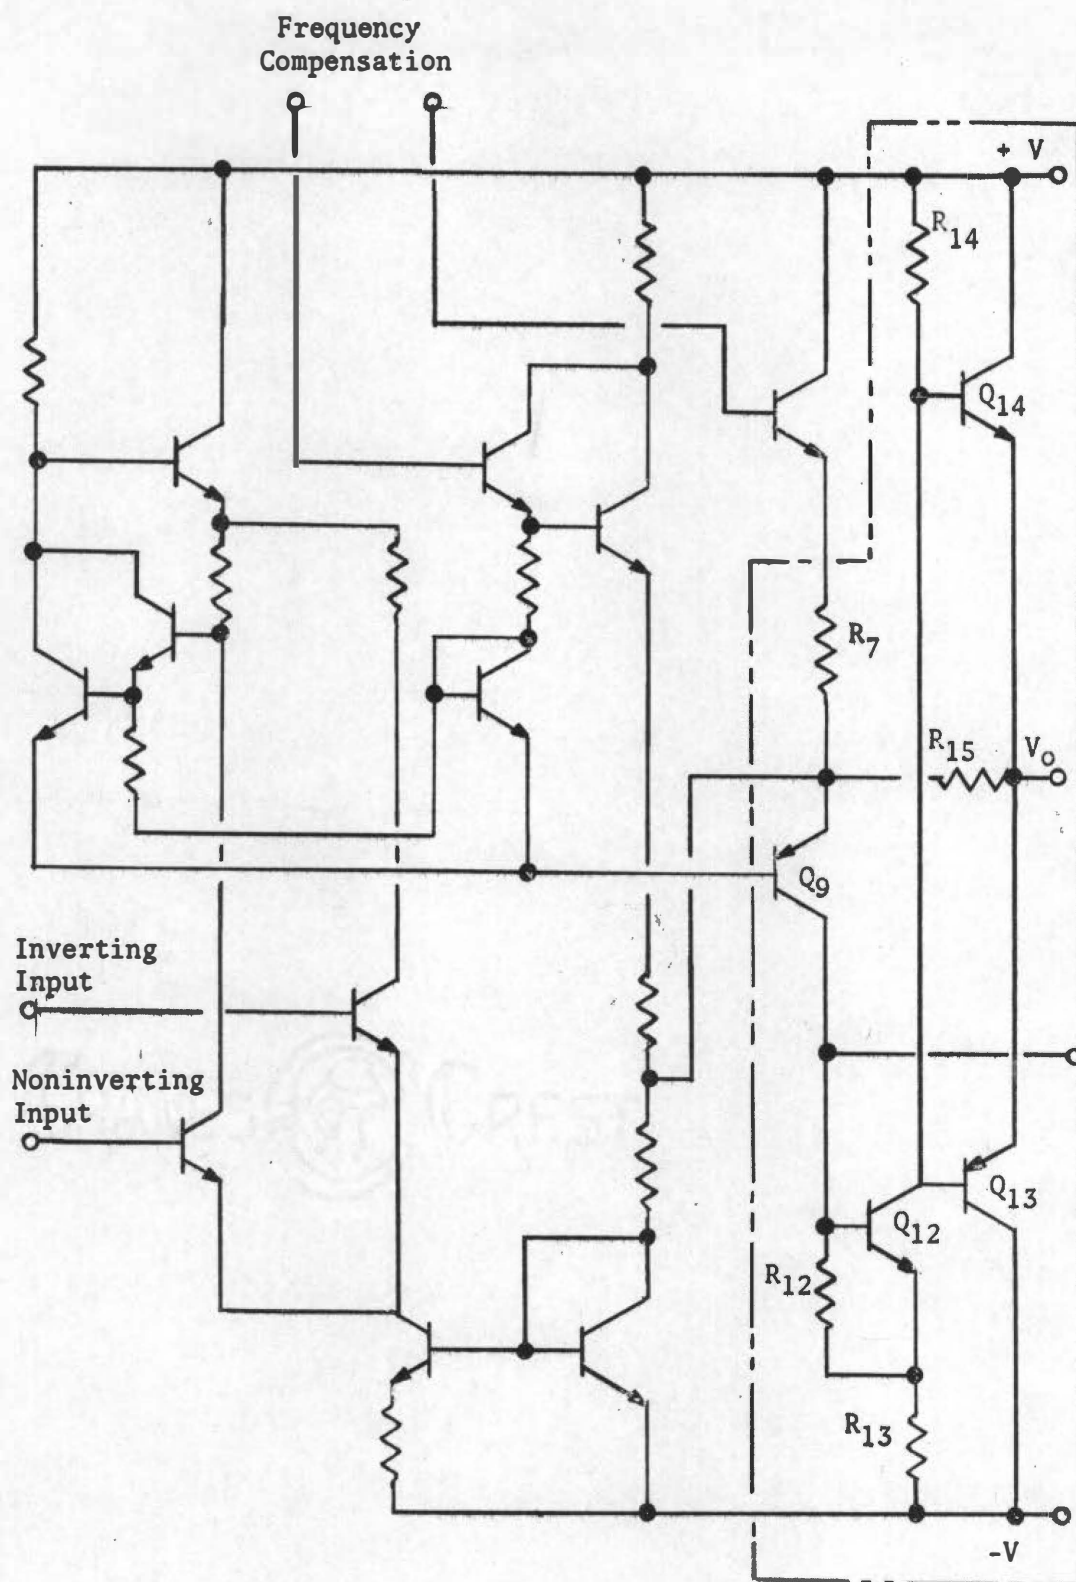 Frequency
Compensation
+ V
R14
Q14
R7
R15
Vo
Q9
Inverting
Input
Noninverting
Input
Q13
Q12
R12
R13
-V